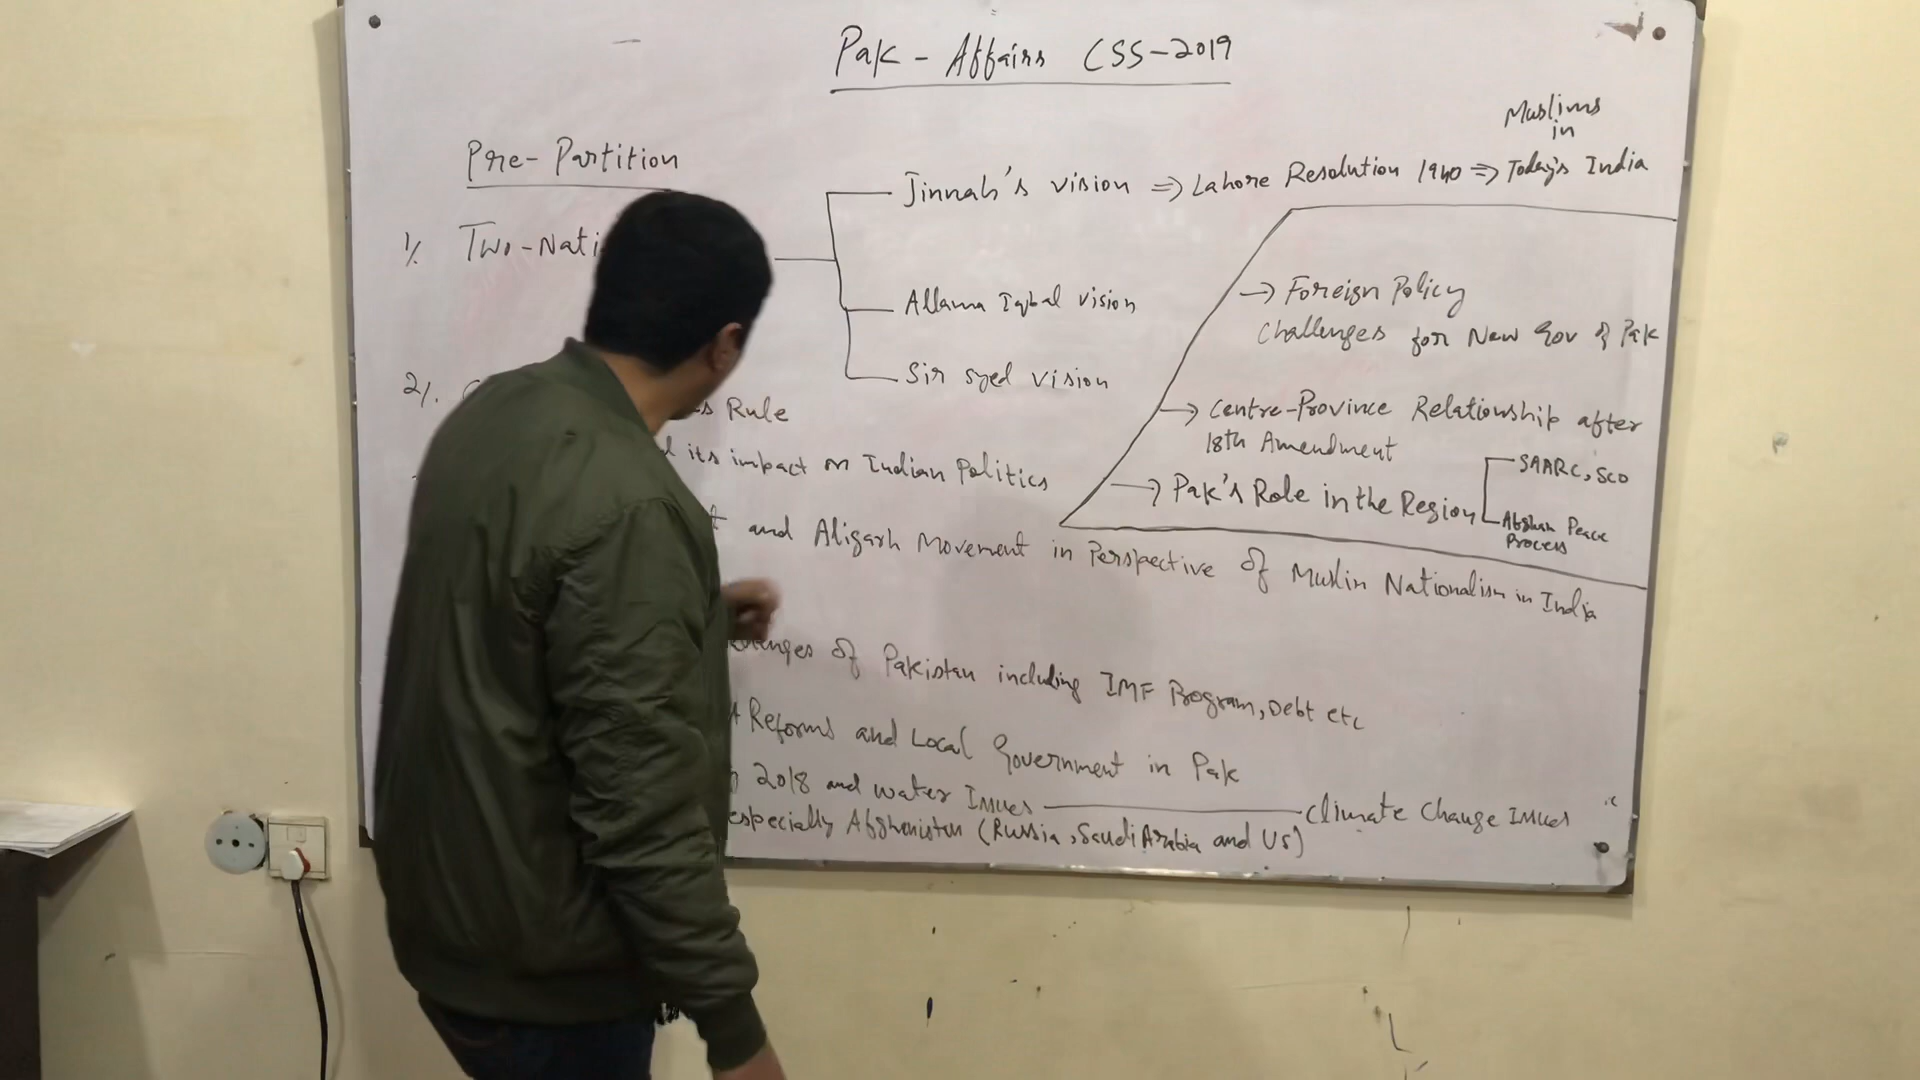 Pak - Affairs CSS-2019
Pre-Partition
Muslims
in
1/. Two-Nati
Jinnah's vision => Lahore Resolution 1940 => Today's India
Allama Iqbal vision
Sir syed vision
-> Foreign Policy
Challenges for New Gov of Pak
-> Centre-Province Relationship after
18th Amendment
-> Pak's Role in the Region
SAARC, SCO
Afghan Peace
Process
2/.
s Rule
its impact on Indian Politics
and Aligarh Movement in Perspective of Muslim Nationalism in India
llenges of Pakistan including IMF Program, Debt etc
Reforms and Local Government in Pak
2018 and water Issues
Climate Change Issues
especially Afghanistan (Russia, Saudi Arabia and US)